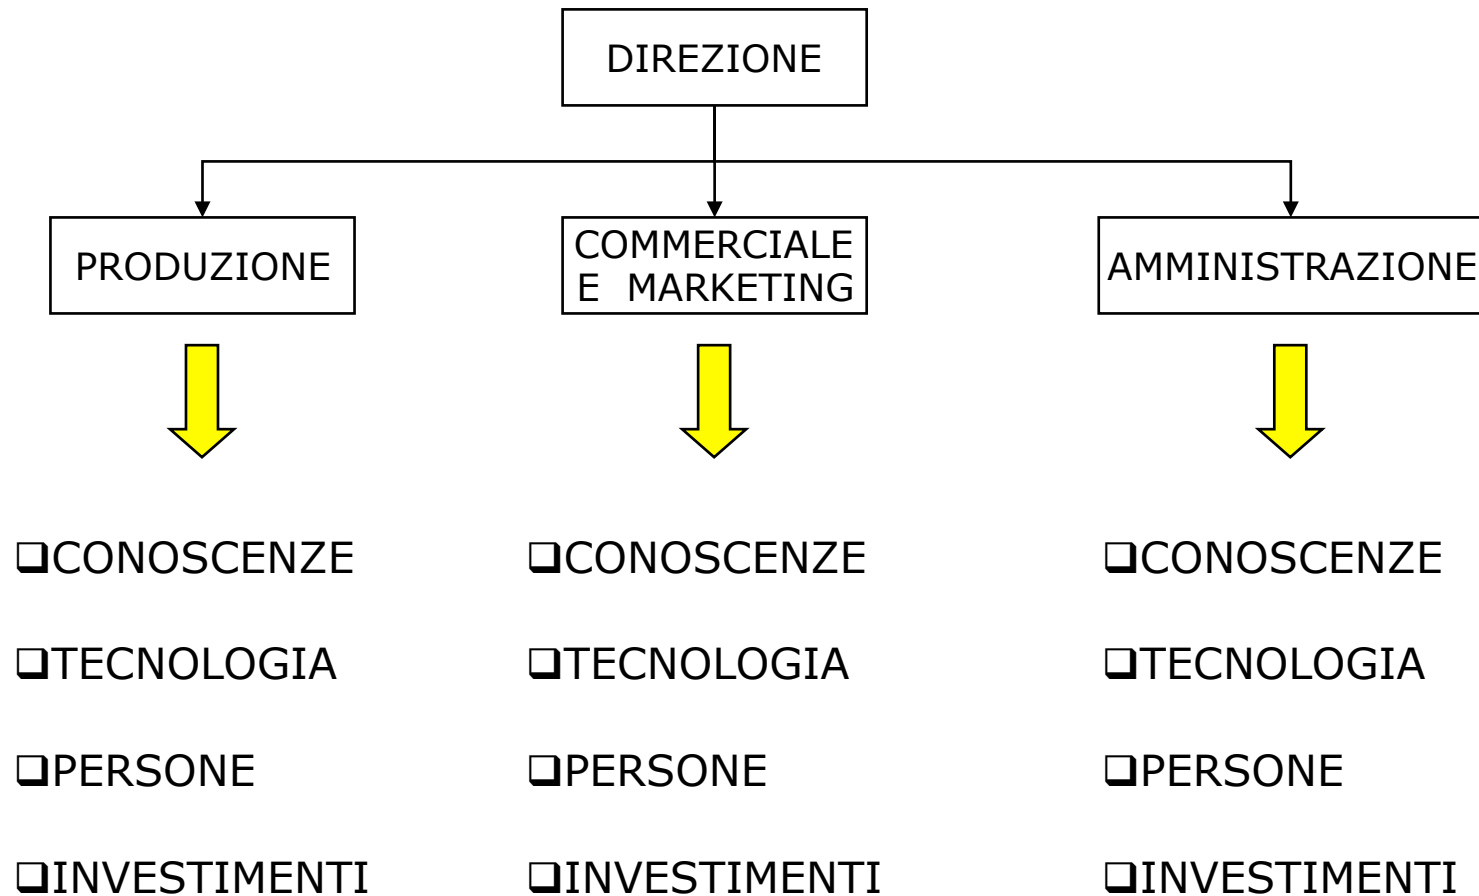 DIREZIONE
PRODUZIONE
COMMERCIALE
E MARKETING
AMMINISTRAZIONE
❑CONOSCENZE
❑TECNOLOGIA
❑PERSONE
❑INVESTIMENTI
❑CONOSCENZE
❑TECNOLOGIA
❑PERSONE
❑INVESTIMENTI
❑CONOSCENZE
❑TECNOLOGIA
❑PERSONE
❑INVESTIMENTI